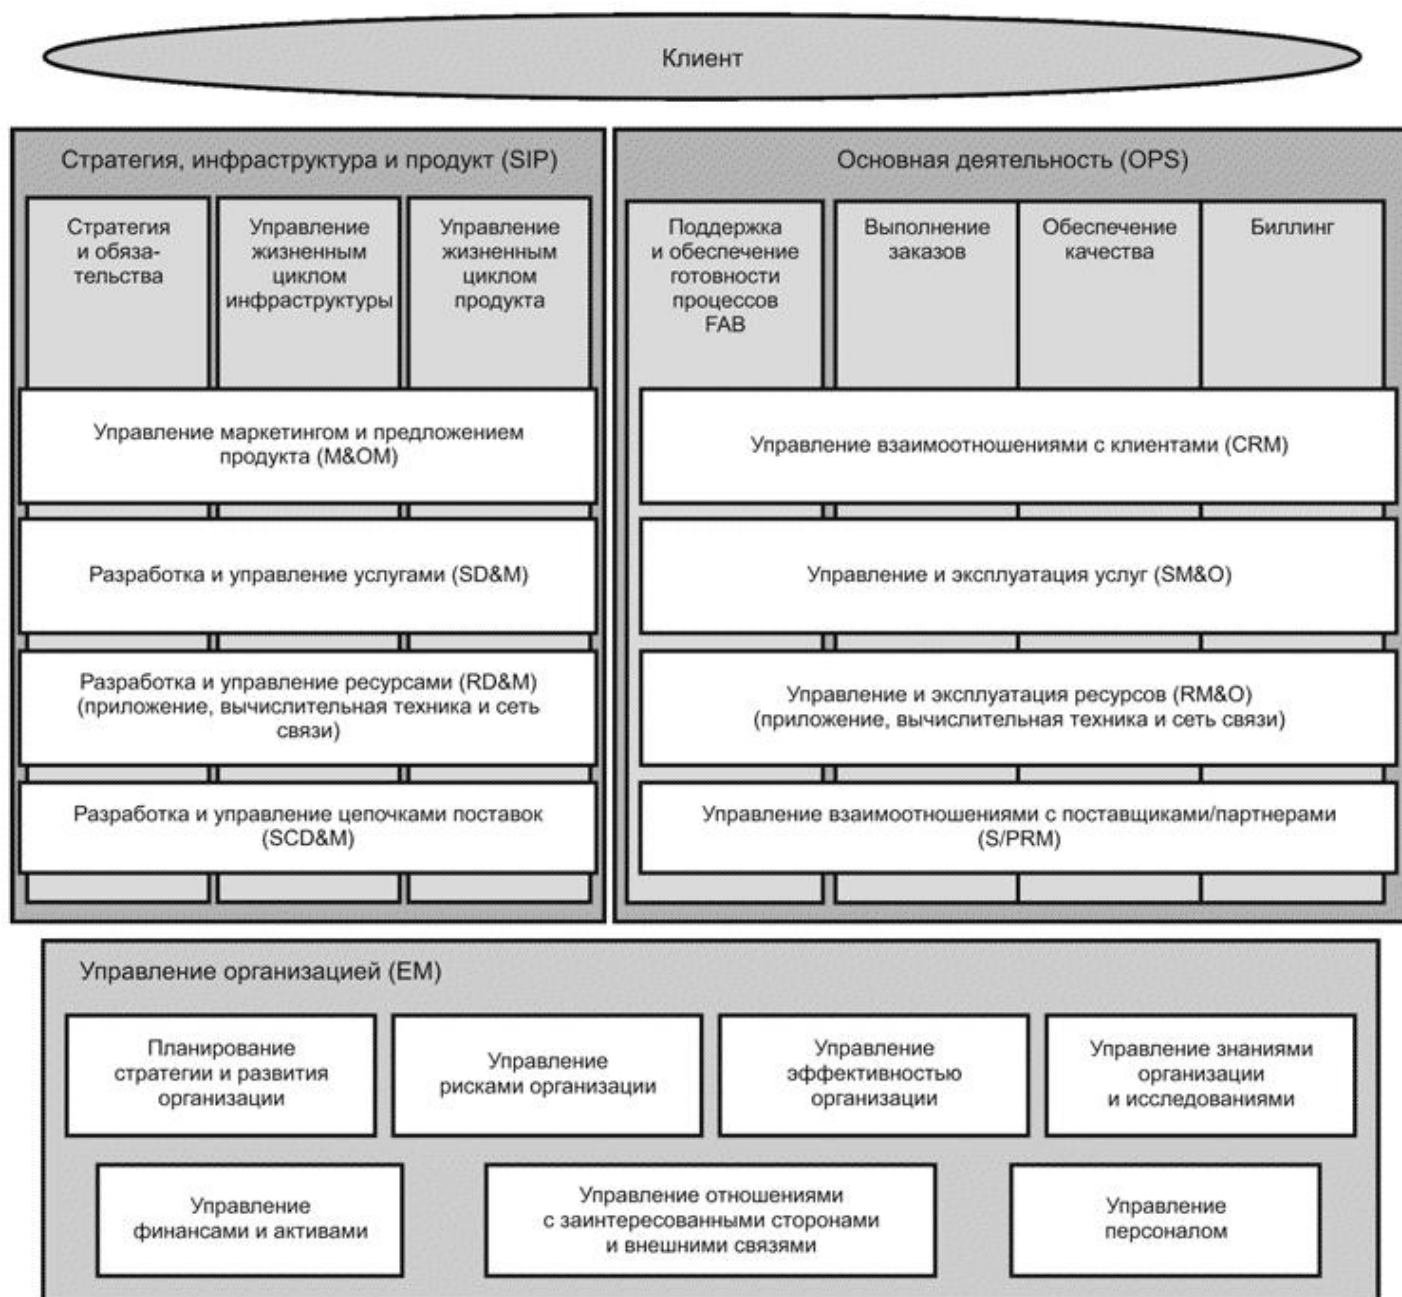 Клиент
Стратегия, инфраструктура и продукт (SIP)
Стратегия
и обяза-
тельства
Управление
жизненным
циклом
инфраструктуры
Управление
жизненным
циклом
продукта
Управление маркетингом и предложением
продукта (M&OM)
Разработка и управление услугами (SD&M)
Разработка и управление ресурсами (RD&M)
(приложение, вычислительная техника и сеть
связи)
Разработка и управление цепочками поставок
(SCD&M)
Основная деятельность (OPS)
Поддержка
и обеспечение
готовности
процессов
FAB
Выполнение
заказов
Обеспечение
качества
Биллинг
Управление взаимоотношениями с клиентами (CRM)
Управление и эксплуатация услуг (SM&O)
Управление и эксплуатация ресурсов (RM&O)
(приложение, вычислительная техника и сеть связи)
Управление взаимоотношениями с поставщиками/партнерами
(S/PRM)
Управление организацией (EM)
Планирование
стратегии и развития
организации
Управление
рисками организации
Управление
эффективностью
организации
Управление знаниями
организации
и исследованиями
Управление
финансами и активами
Управление отношениями
с заинтересованными сторонами
и внешними связями
Управление
персоналом